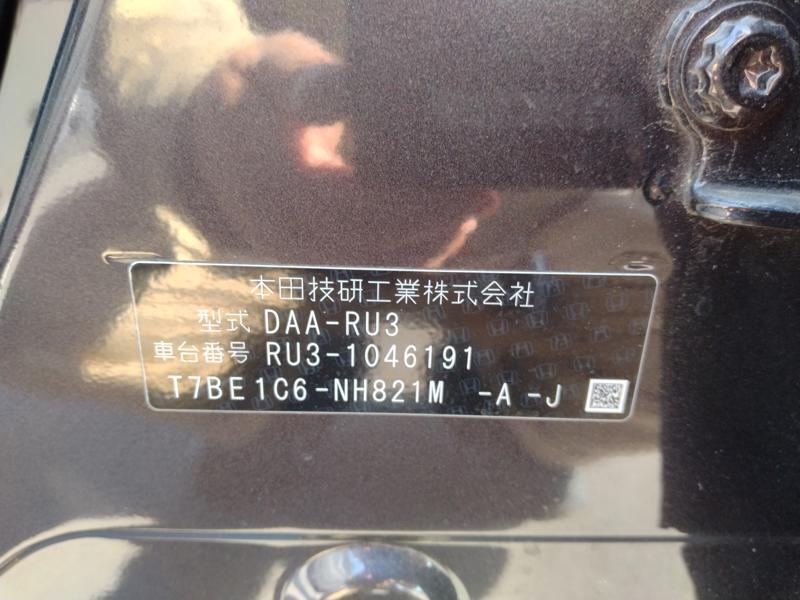 本田技研工業株式会社
型式 DAA-RU3
車台番号 RU3-1046191
T7BE1C6-NH821M -A -J